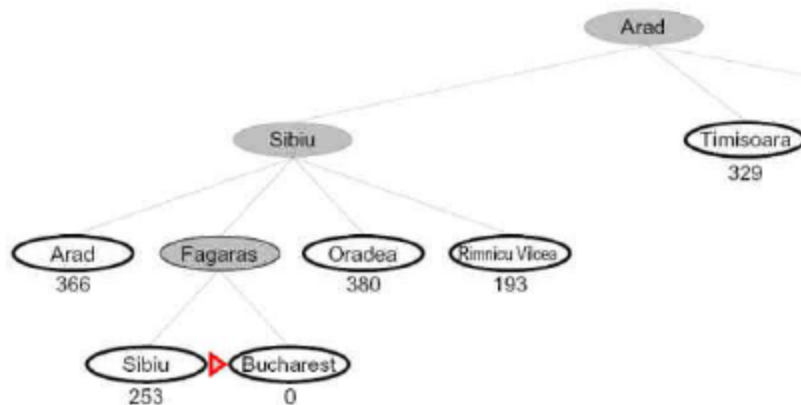 Arad
Sibiu
Timisoara
329
Arad
Fagaras
Oradea
Rimnicu Vilcea
366
380
193
Sibiu
Bucharest
253
0